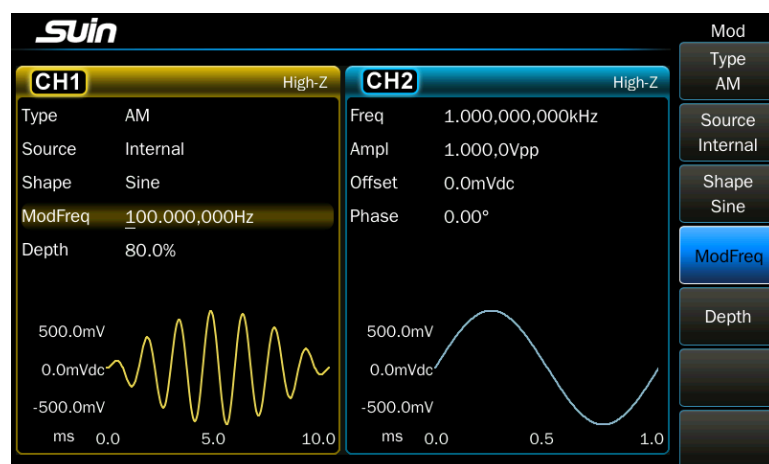 SUin
Mod
Type
AM
Source
Internal
Shape
Sine
ModFreq
Depth
CH1 High-Z
Type AM
Source Internal
Shape Sine
ModFreq 100.000,000Hz
Depth 80.0%
500.0mV
0.0mVdc
-500.0mV
ms 0.0 5.0 10.0
CH2 High-Z
Freq 1.000,000,000kHz
Ampl 1.000,0Vpp
Offset 0.0mVdc
Phase 0.00°
500.0mV
0.0mVdc
-500.0mV
ms 0.0 0.5 1.0